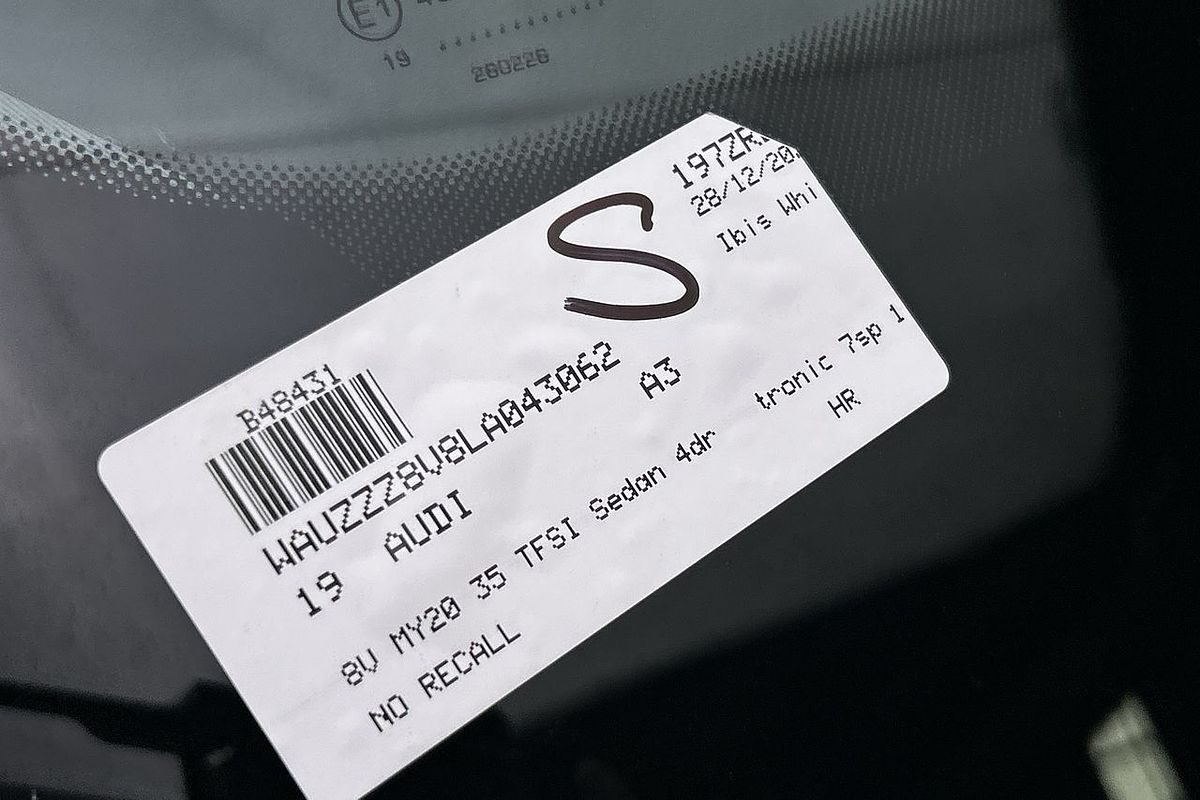 E1
19
260226
197ZR
28/12/20
Ibis Whi
S
B48431
WAUZZZ8V8LA043062
19 AUDI A3
8V MY20 35 TFSI Sedan 4dr tronic 7sp 1
NO RECALL HR